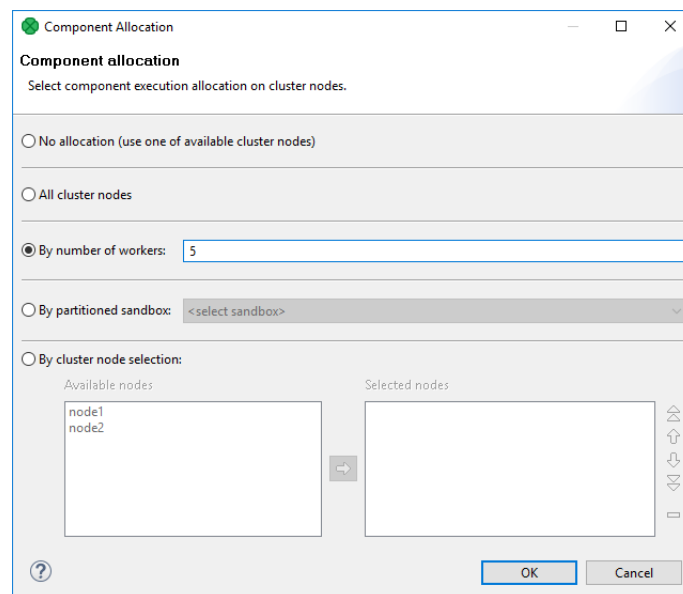 Component Allocation
Component allocation
Select component execution allocation on cluster nodes.
No allocation (use one of available cluster nodes)
All cluster nodes
By number of workers: 5
By partitioned sandbox: <select sandbox>
By cluster node selection:
Available nodes Selected nodes
node1
node2
?
OK Cancel